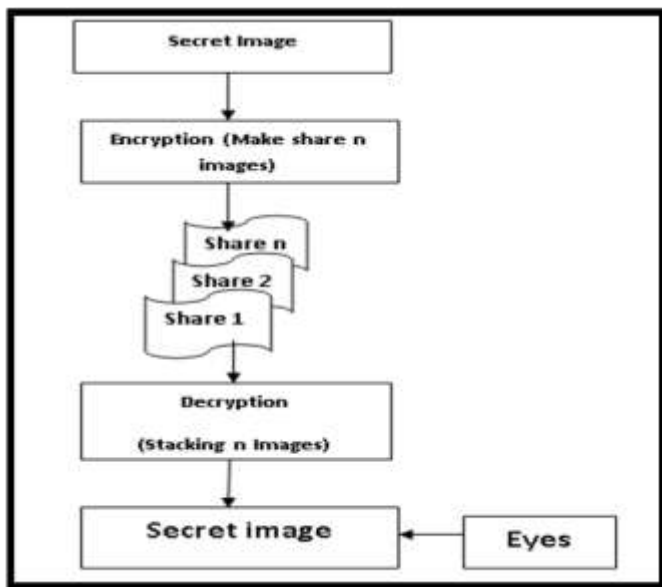 Secret Image
Encryption (Make share n
images)
Share n
Share 2
Share 1
Decryption
(Stacking n Images)
Secret image
Eyes